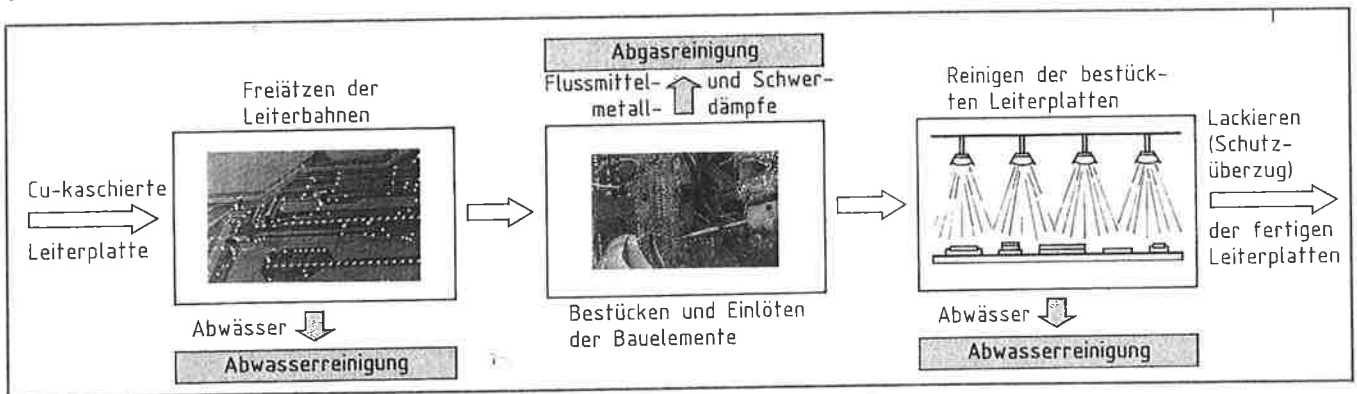 Cu-kaschierte
Leiterplatte
Freiätzen der
Leiterbahnen
Abwässer
Abwasserreinigung
Abgasreinigung
Flussmittel- und Schwer-
metall- dämpfe
Bestücken und Einlöten
der Bauelemente
Reinigen der bestück-
ten Leiterplatten
Abwässer
Abwasserreinigung
Lackieren
(Schutz-
überzug)
der fertigen
Leiterplatten